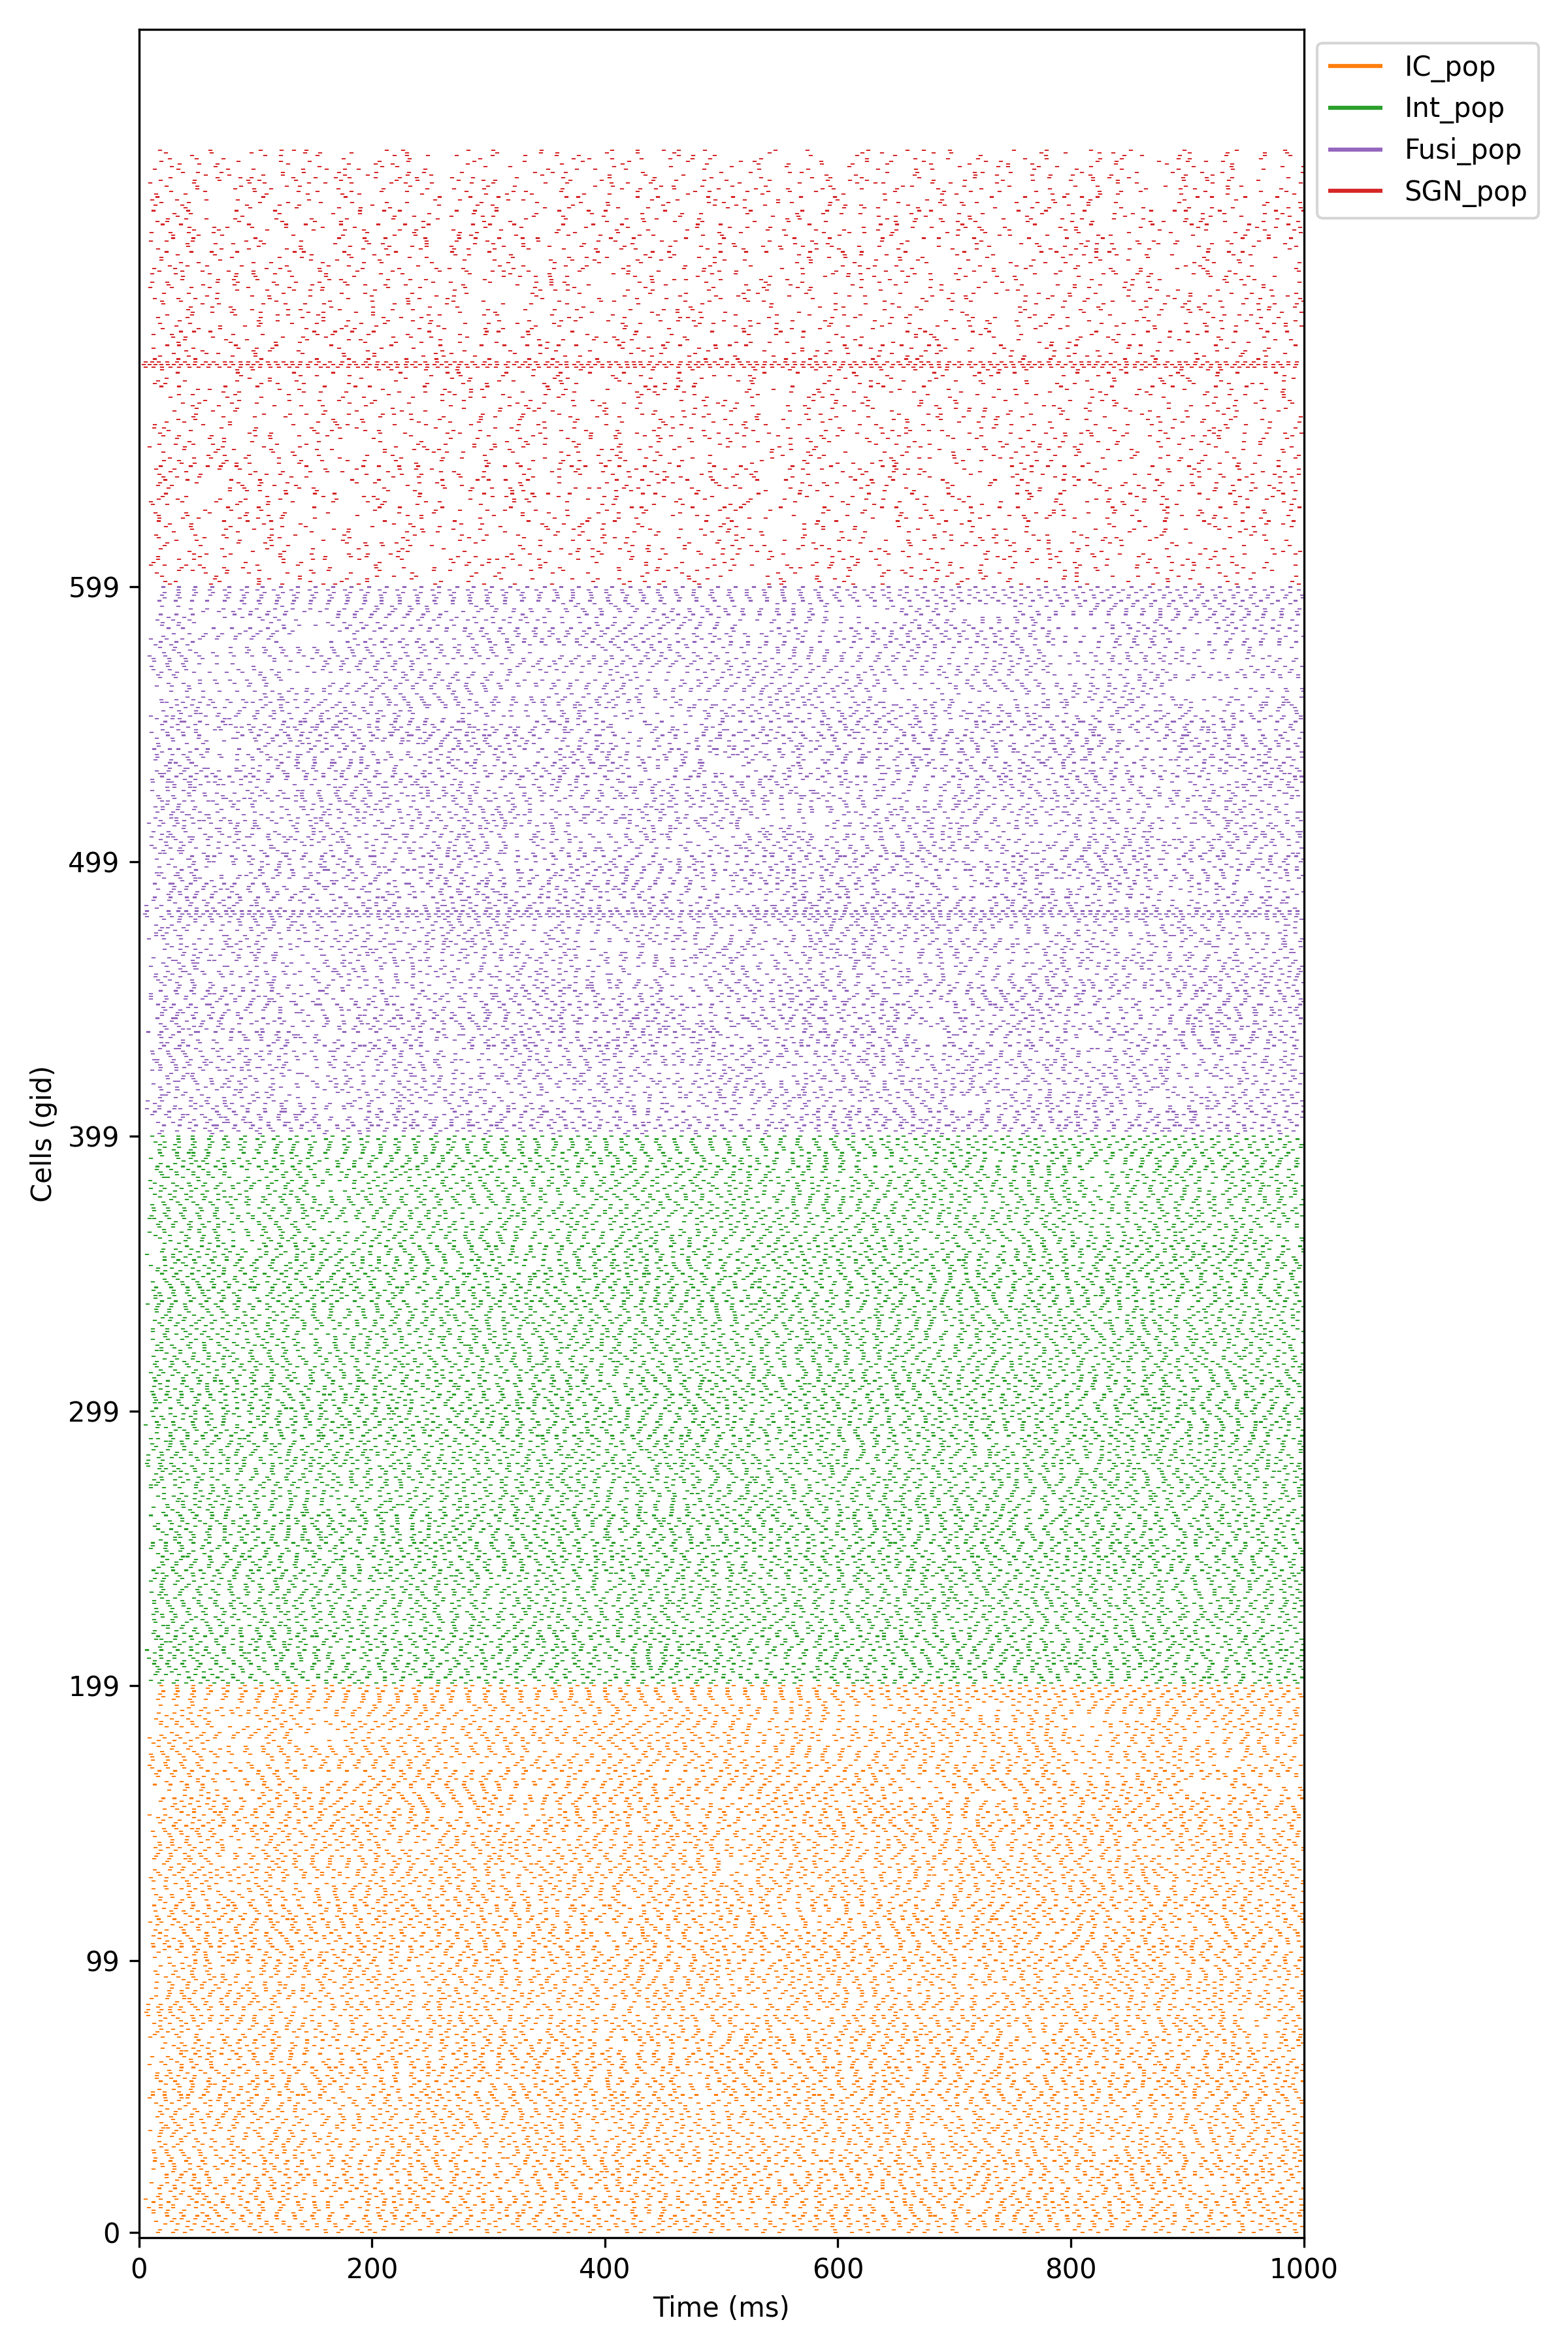 IC_pop
Int_pop
Fusi_pop
SGN_pop
599
499
399
299
199
99
0
Cells (gid)
0 200 400 600 800 1000
Time (ms)